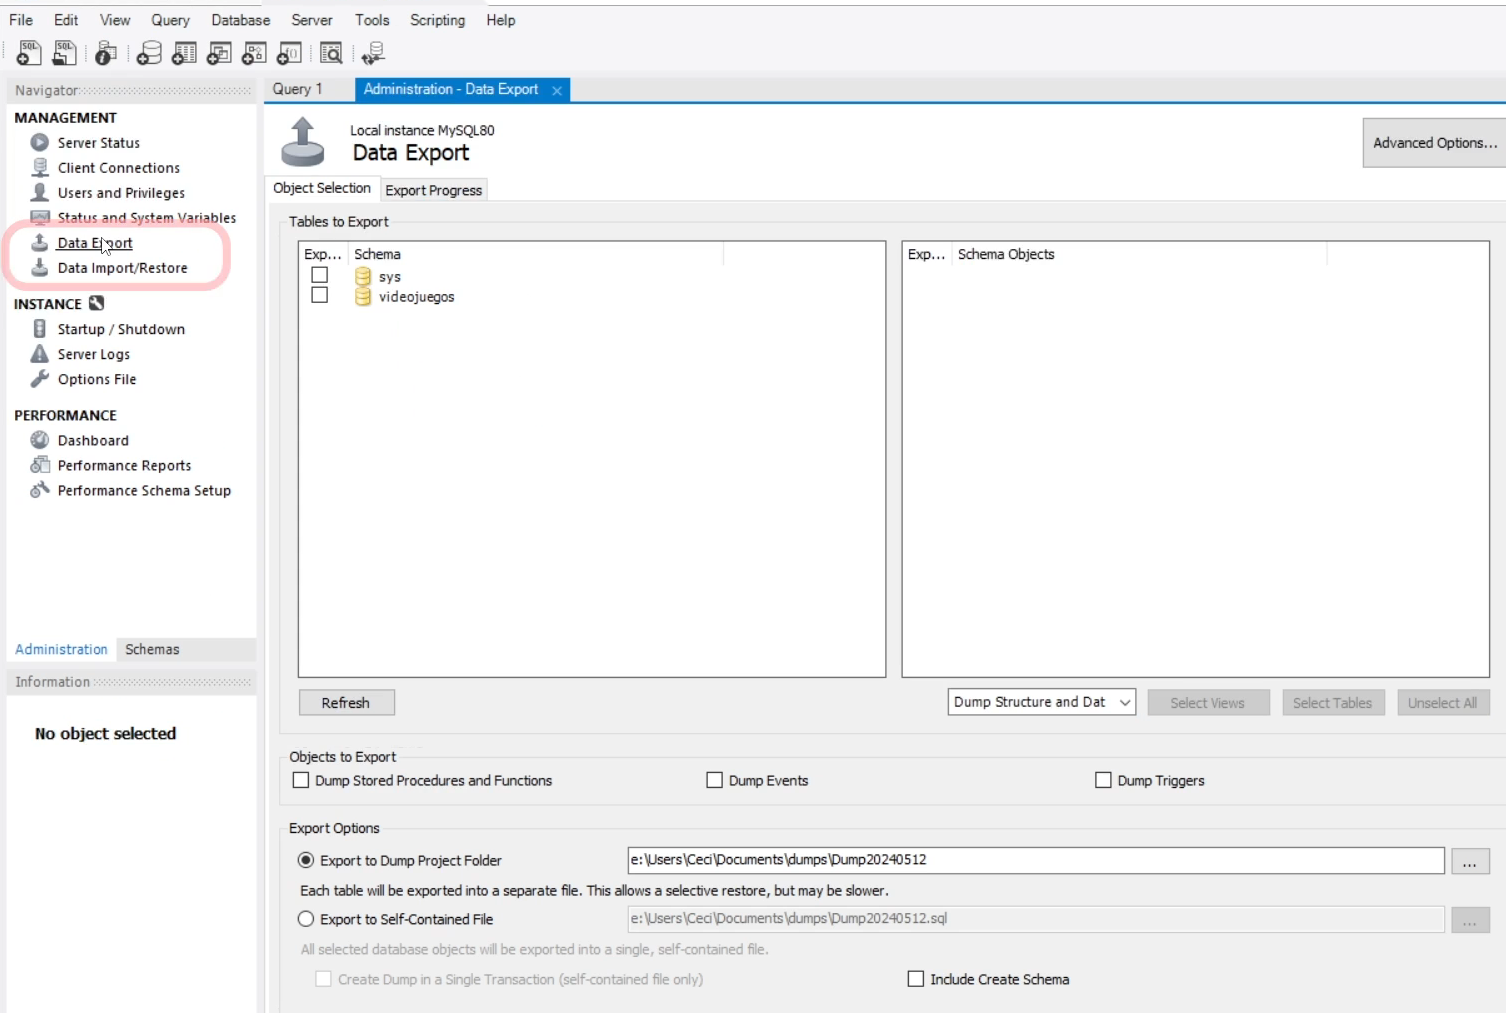 File Edit View Query Database Server Tools Scripting Help
Navigator
MANAGEMENT
Server Status
Client Connections
Users and Privileges
Status and System Variables
Data Export
Data Import/Restore
INSTANCE
Startup / Shutdown
Server Logs
Options File
PERFORMANCE
Dashboard
Performance Reports
Performance Schema Setup
Administration Schemas
Information
No object selected
Query 1 Administration - Data Export
Local instance MySQL80
Data Export
Advanced Options...
Object Selection Export Progress
Tables to Export
Exp... Schema
sys
videojuegos
Exp... Schema Objects
Refresh
Dump Structure and Dat Select Views Select Tables Unselect All
Objects to Export
Dump Stored Procedures and Functions Dump Events Dump Triggers
Export Options
Export to Dump Project Folder e:\Users\Ceci\Documents\dumps\Dump20240512 ...
Each table will be exported into a separate file. This allows a selective restore, but may be slower.
Export to Self-Contained File e:\Users\Ceci\Documents\dumps\Dump20240512.sql ...
All selected database objects will be exported into a single, self-contained file.
Create Dump in a Single Transaction (self-contained file only) Include Create Schema